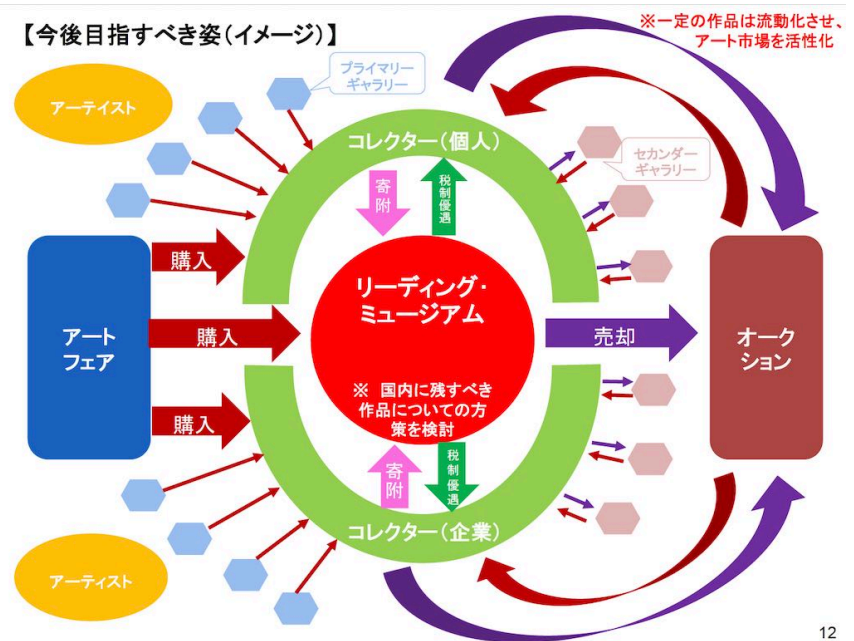 【今後目指すべき姿(イメージ)】
※一定の作品は流動化させ、
アート市場を活性化
アーテイスト
プライマリー
ギャラリー
コレクター(個人)
セカンダー
ギャラリー
寄附
税制優遇
購入
リーディング・
ミュージアム
アート
フェア
購入
売却
オーク
ション
※ 国内に残すべき
作品についての方
策を検討
購入
寄附
税制優遇
コレクター(企業)
アーティスト
12